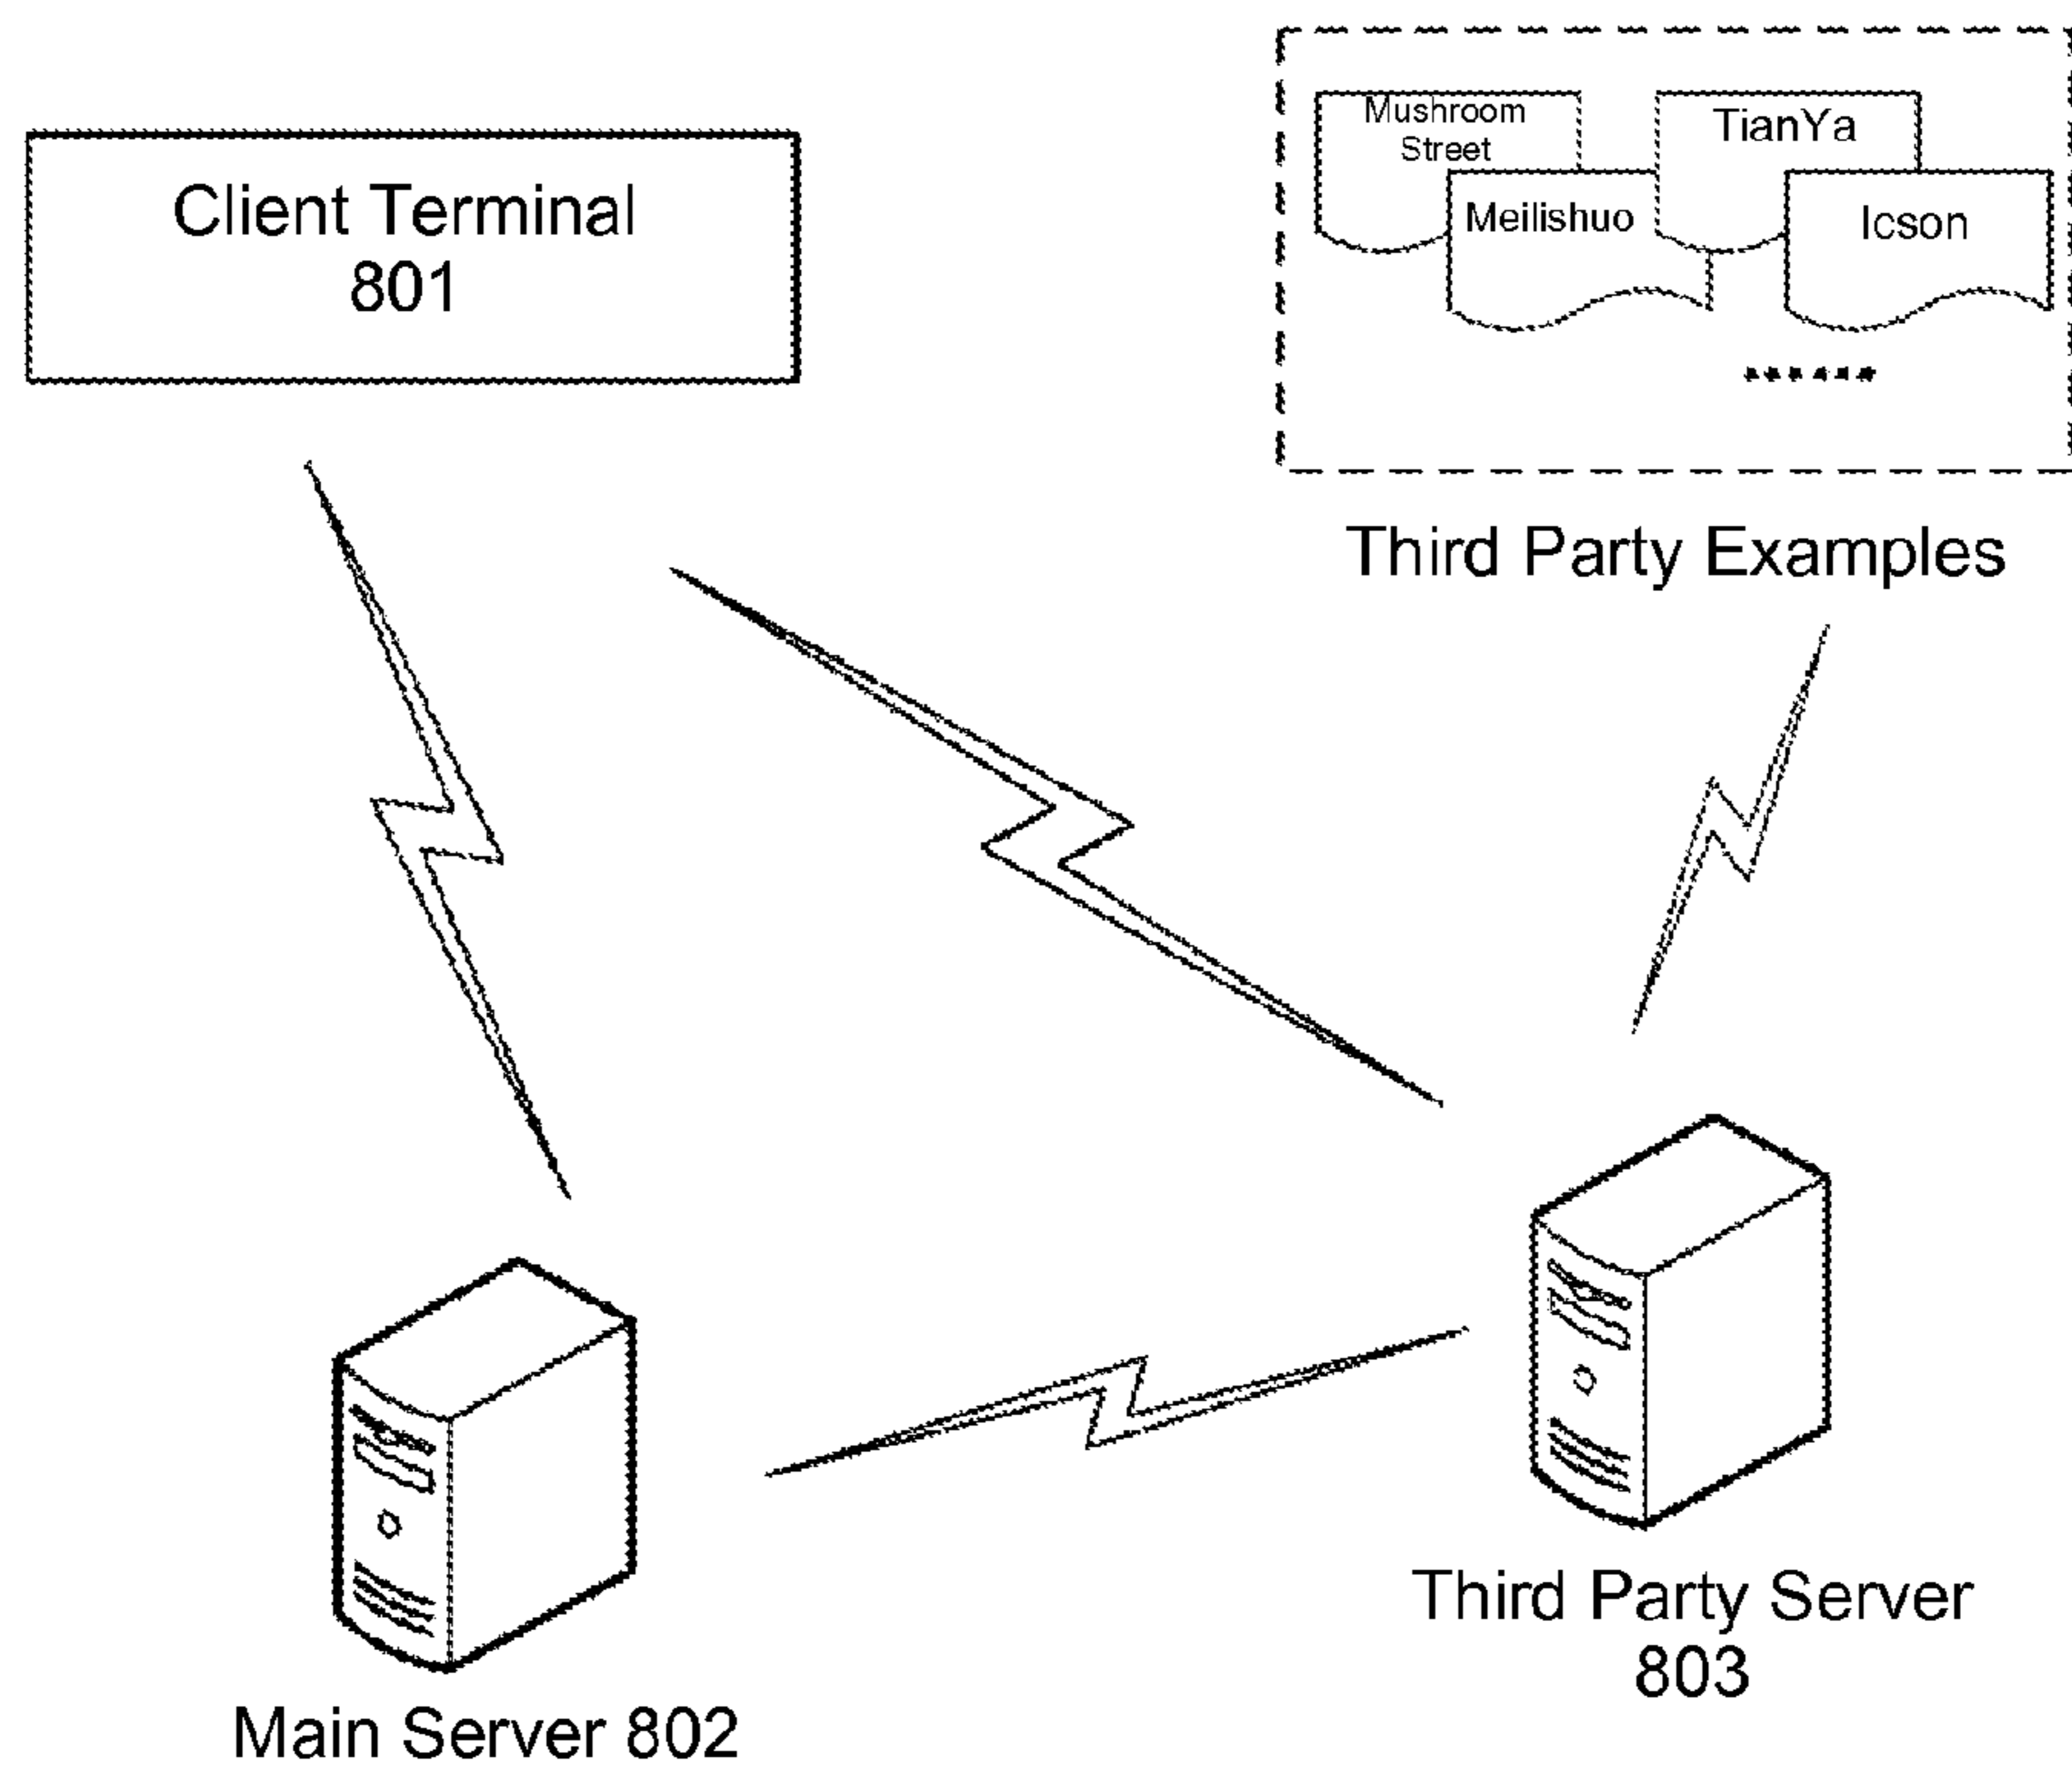 Client Terminal
801
Mushroom
Street
TianYa
Meilishuo
Icson
Third Party Examples
Third Party Server
803
Main Server 802